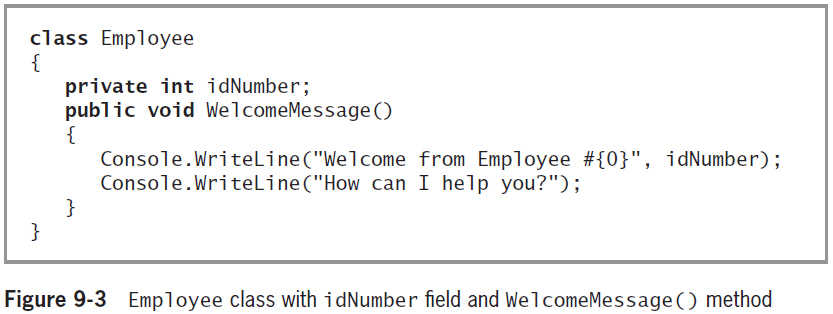 class Employee
{
private int idNumber;
public void WelcomeMessage()
{
Console.WriteLine("Welcome from Employee #{0}", idNumber);
Console.WriteLine("How can I help you?");
}
}
Figure 9-3 Employee class with idNumber field and WelcomeMessage() method